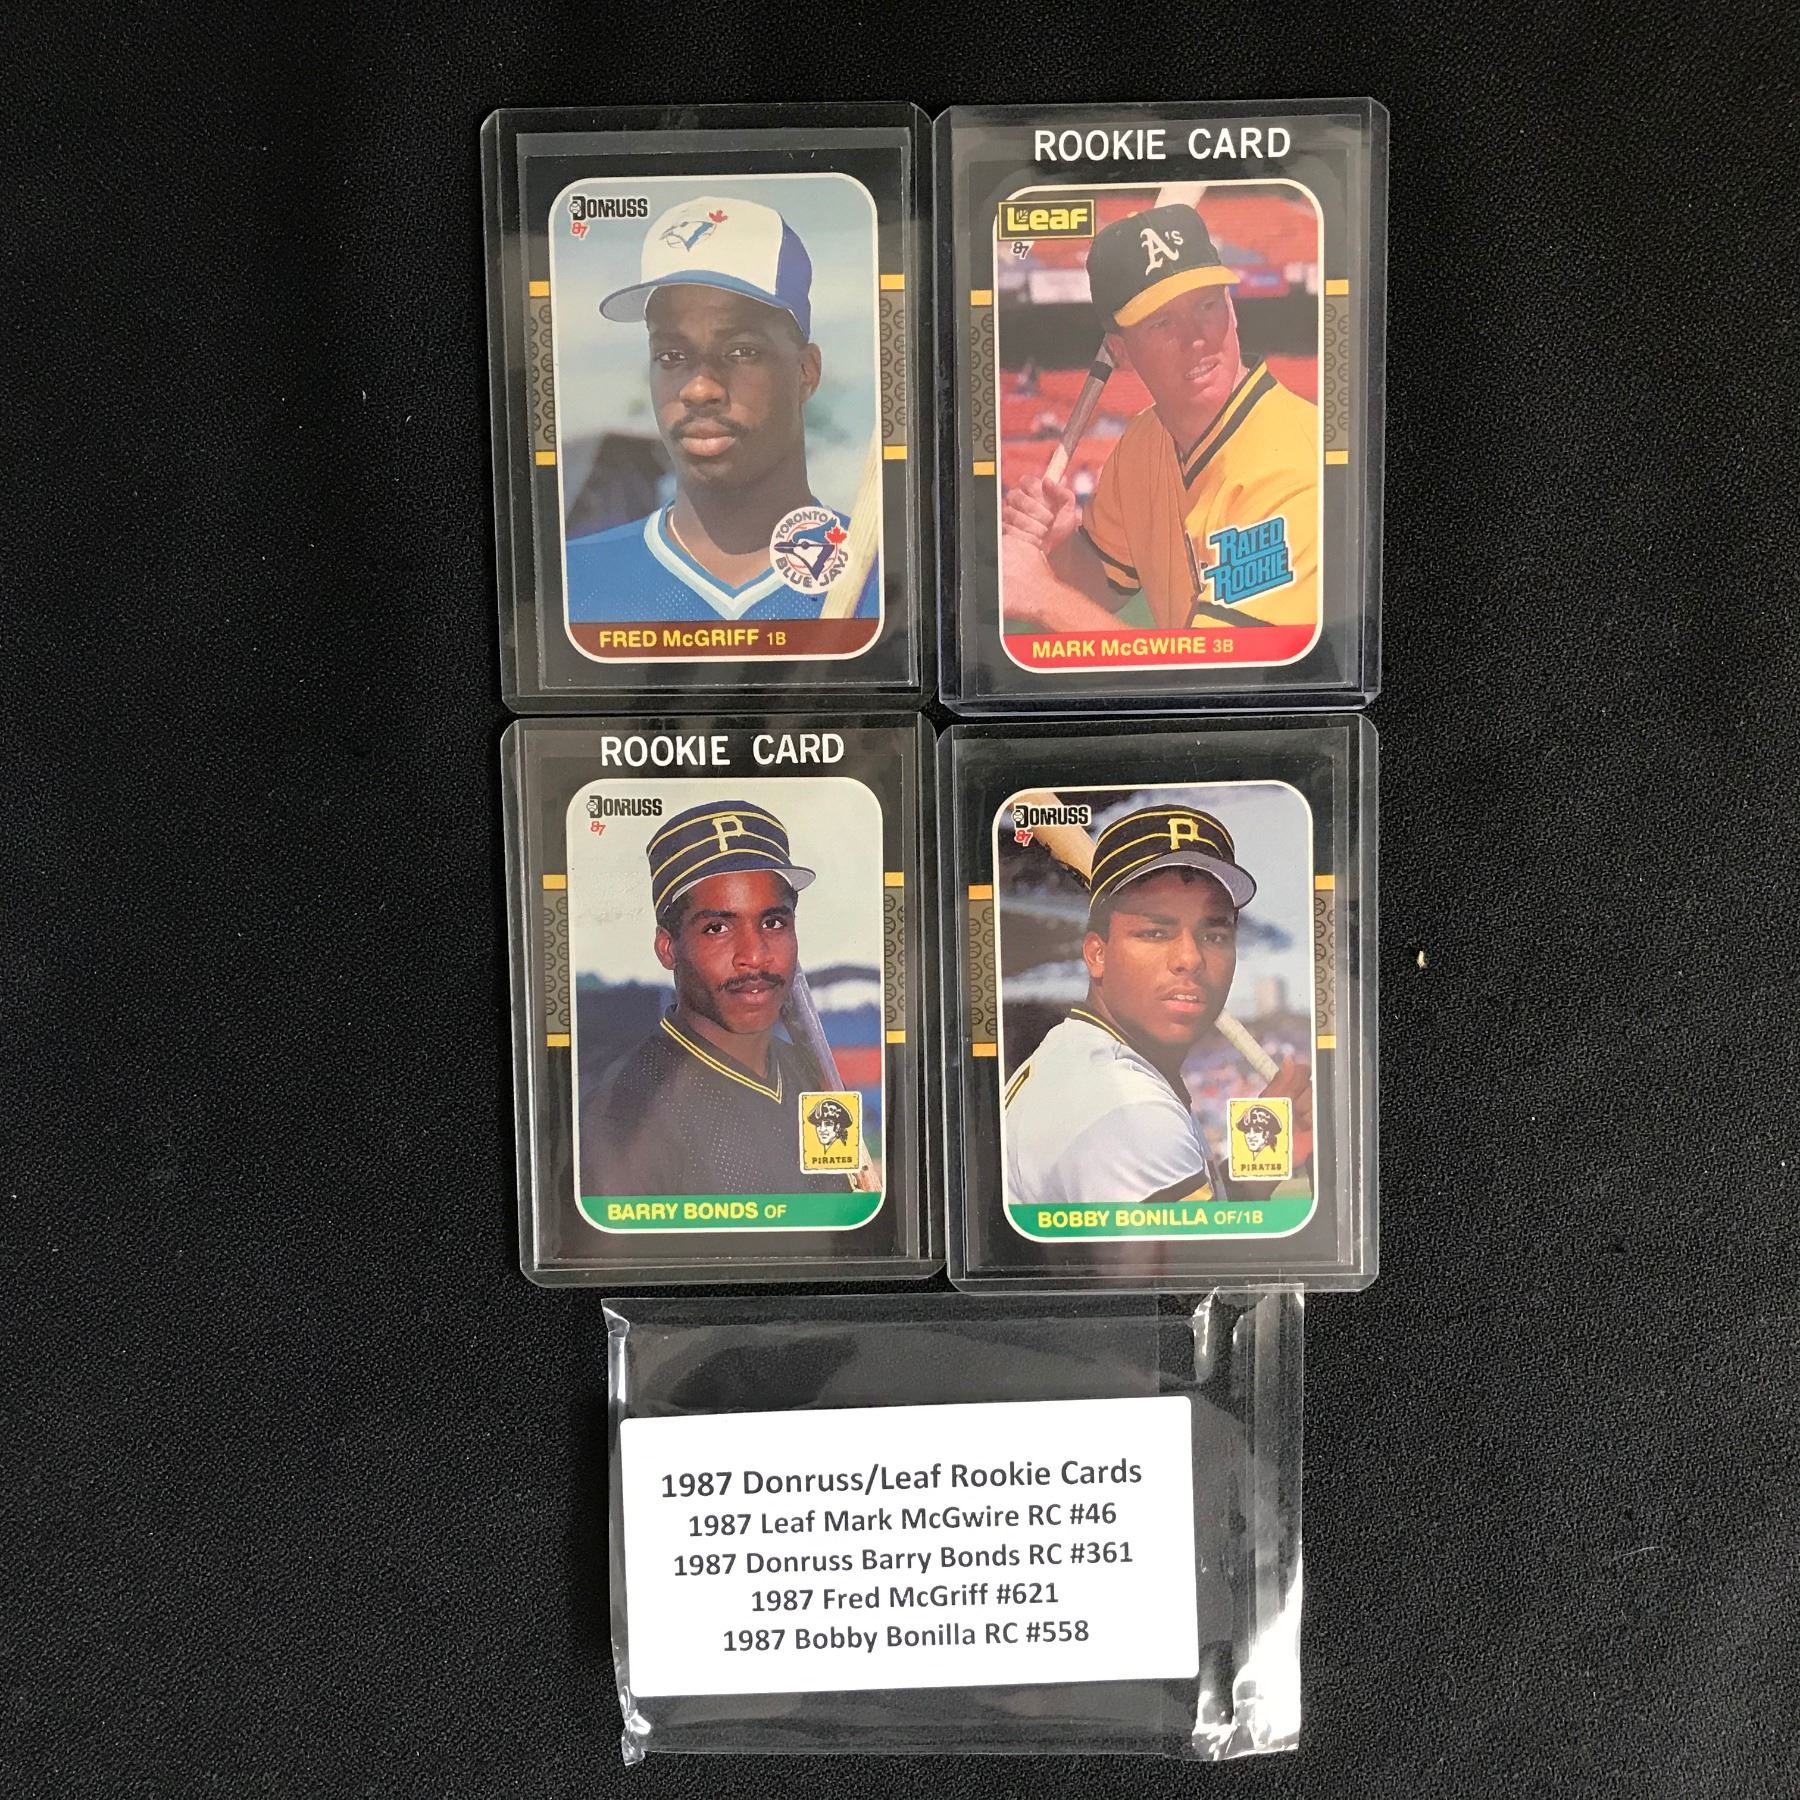 DONRUSS
87
TORONTO
BLUE JAYS
FRED McGRIFF 1B
ROOKIE CARD
Leaf
87
A's
RATED
ROOKIE
MARK McGWIRE 3B
ROOKIE CARD
DONRUSS
87
P
PIRATES
BARRY BONDS OF
DONRUSS
87
P
PIRATES
BOBBY BONILLA OF/1B
1987 Donruss/Leaf Rookie Cards
1987 Leaf Mark McGwire RC #46
1987 Donruss Barry Bonds RC #361
1987 Fred McGriff #621
1987 Bobby Bonilla RC #558